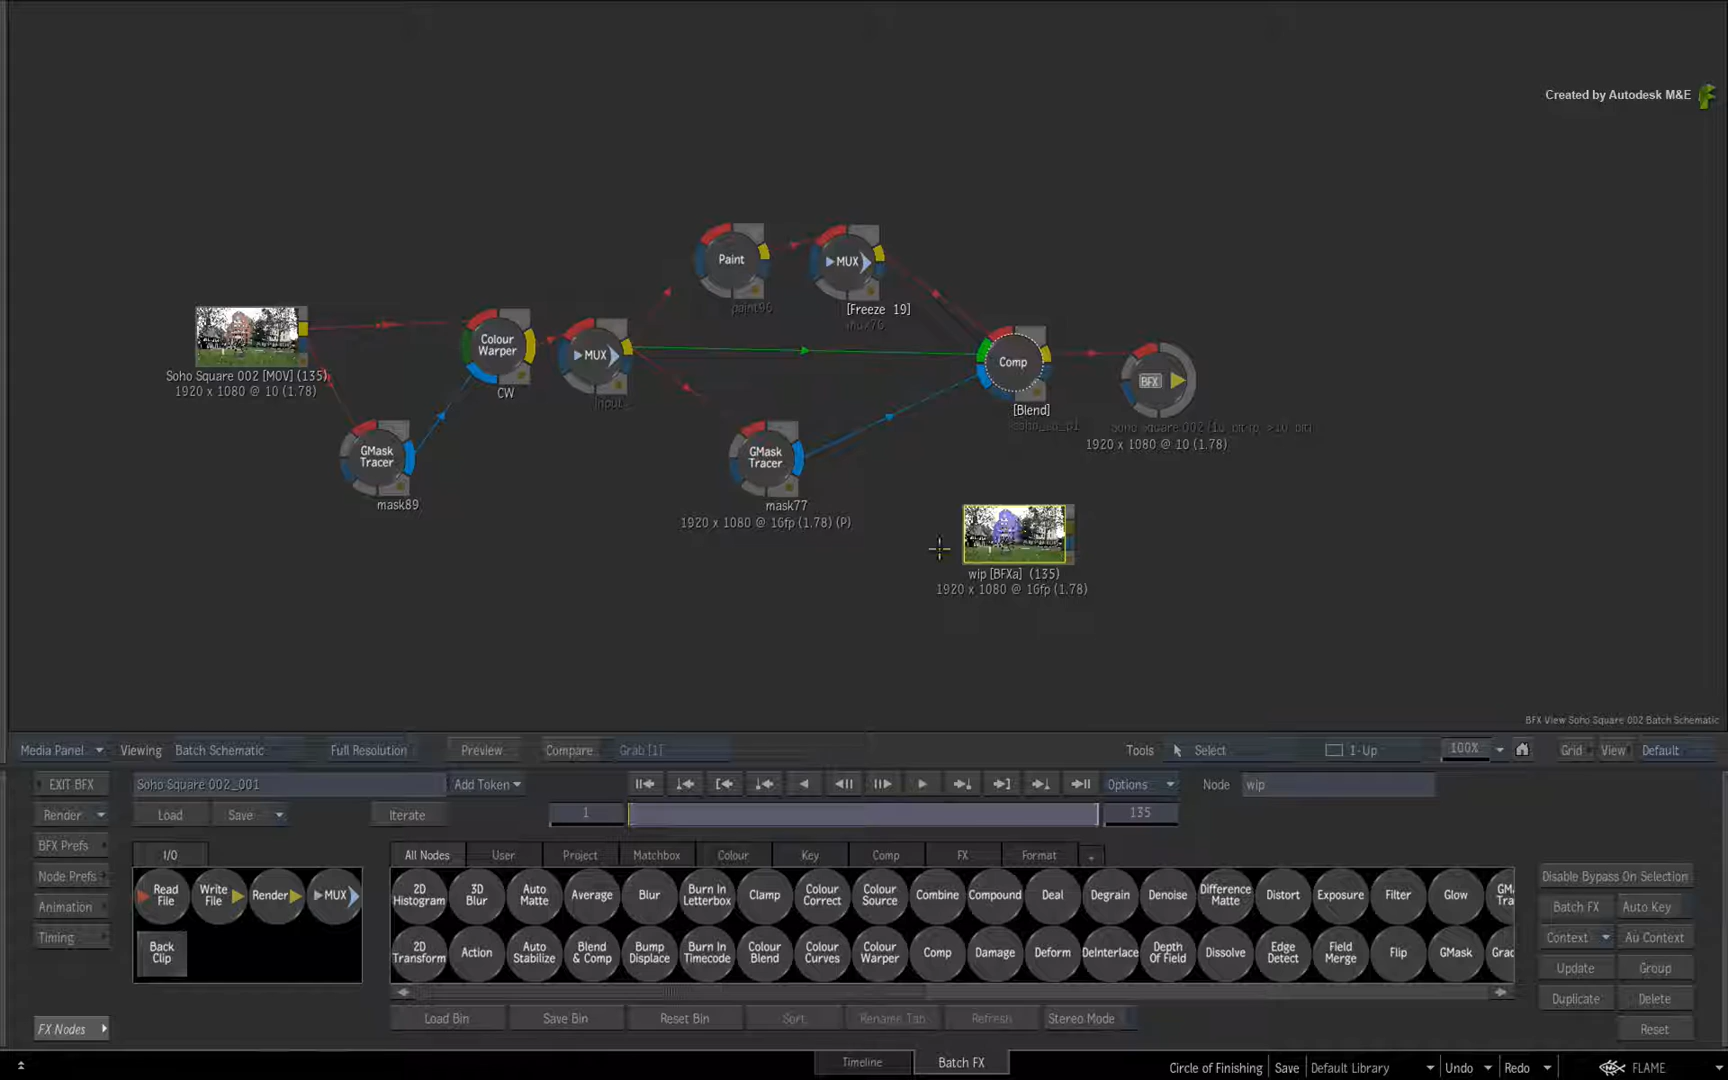 Created by Autodesk M&E
Paint
▶MUX
paint96
[Freeze 19]
mux76
Colour
Warper
▶MUX
Comp
BFX
Soho Square 002 [MOV] (135)
1920 x 1080 @ 10 (1.78)
CW
input
[Blend]
1920 x 1080 @ 10 (1.78)
GMask
Tracer
GMask
Tracer
mask89
mask77
1920 x 1080 @ 16fp (1.78) (P)
wip [BFXa] (135)
1920 x 1080 @ 16fp (1.78)
BFX View Soho Square 002 Batch Schematic
Media Panel Viewing Batch Schematic Full Resolution Preview Compare Grab [1] Tools Select 1-Up 100% Grid View Default
EXIT BFX Soho Square 002_001 Add Token Options Node wip
Render Load Save Iterate 1 135
BFX Prefs 1/0 All Nodes User Project Matchbox Colour Key Comp FX Format
Node Prefs Disable Bypass On Selection
Read File Write File Render MUX 2D Histogram 3D Blur Auto Matte Average Blur Burn In Letterbox Clamp Colour Correct Colour Source Combine Compound Deal Degrain Denoise Difference Matte Distort Exposure Filter Glow
Animation Batch FX Auto Key
Timing Context Au Context
Back Clip 2D Transform Action Auto Stabilize Blend & Comp Bump Displace Burn In Timecode Colour Blend Colour Curves Colour Warper Comp Damage Deform DeInterlace Depth Of Field Dissolve Edge Detect Field Merge Flip GMask
Update Group
Duplicate Delete
FX Nodes Load Bin Save Bin Reset Bin Sort Rename Tab Refresh Stereo Mode Reset
Timeline Batch FX Circle of Finishing Save Default Library Undo Redo FLAME